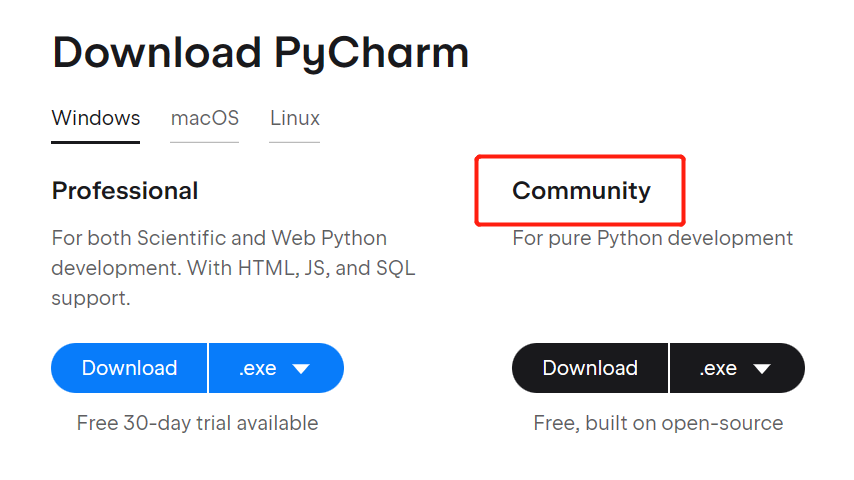 Download PyCharm
Windows macOS Linux
Professional
For both Scientific and Web Python
development. With HTML, JS, and SQL
support.
Download .exe
Free 30-day trial available
Community
For pure Python development
Download .exe
Free, built on open-source